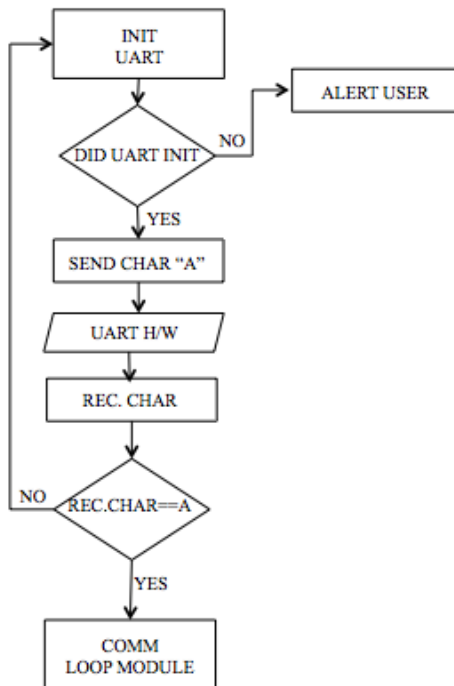 INIT
UART
ALERT USER
NO
DID UART INIT
YES
SEND CHAR “A”
UART H/W
REC. CHAR
NO
REC.CHAR==A
YES
COMM
LOOP MODULE